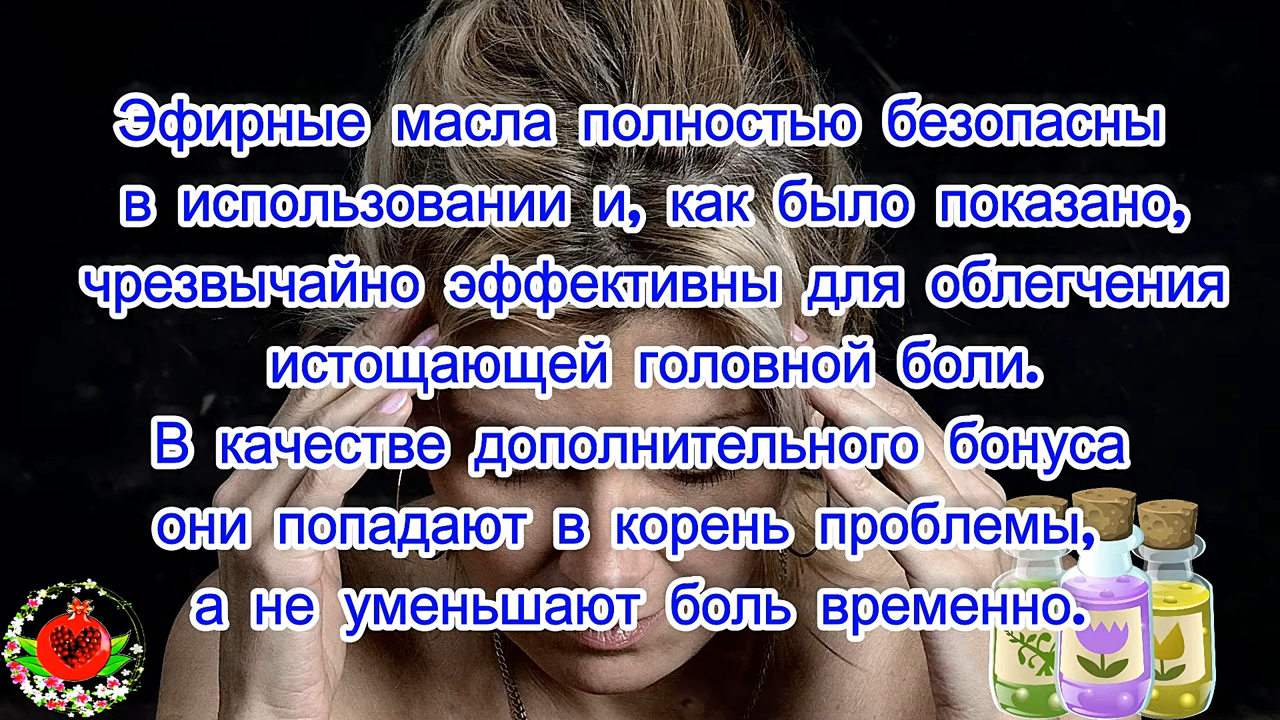 Эфирные масла полностью безопасны
в использовании и, как было показано,
чрезвычайно эффективны для облегчения
истощающей головной боли.
В качестве дополнительного бонуса
они попадают в корень проблемы,
а не уменьшают боль временно.